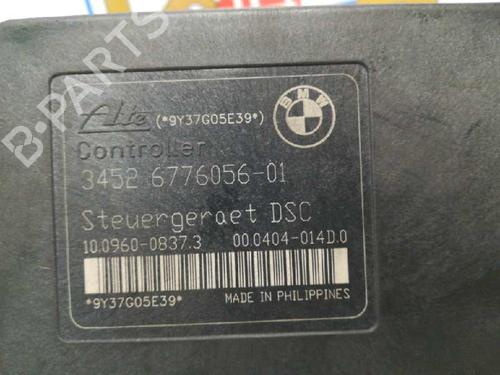 Ate (*9Y37G05E39*) BMW
Controller
3452 6776056-01
Steuergeraet DSC
10.0960-0837.3 00.0404-014D.0
*9Y37G05E39* MADE IN PHILIPPINES
B-PARTS